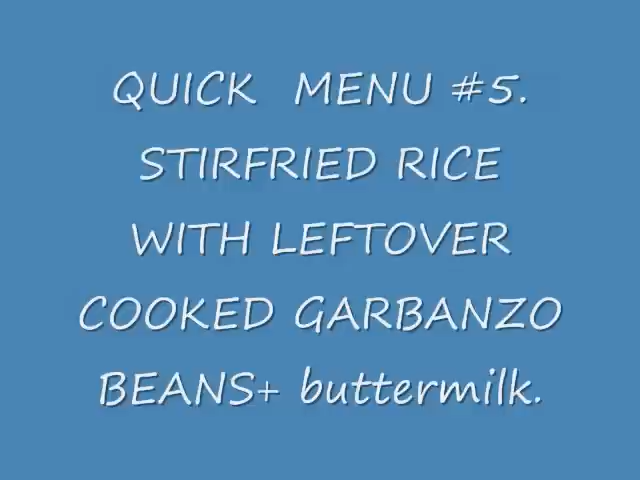 QUICK MENU #5.
STIRFRIED RICE
WITH LEFTOVER
COOKED GARBANZO
BEANS+ buttermilk.